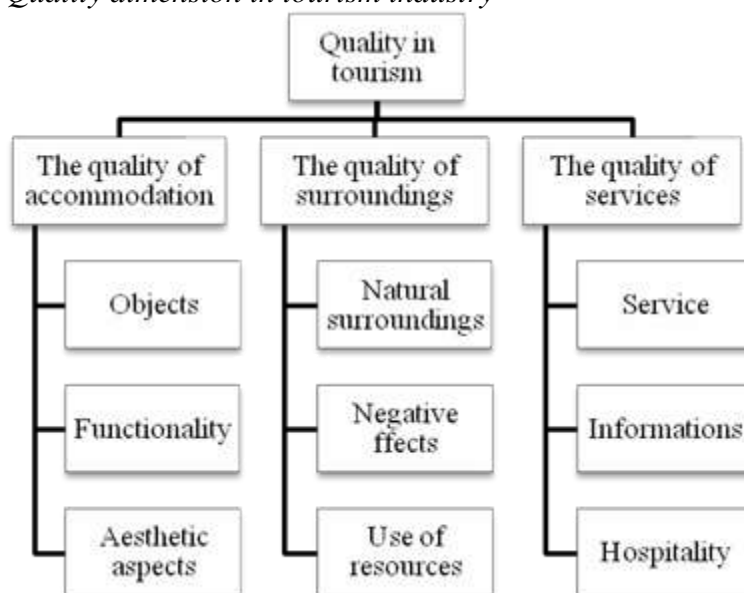 Quality dimension in tourism industry
Quality in
tourism
The quality of
accommodation
The quality of
surroundings
The quality of
services
Objects
Natural
surroundings
Service
Functionality
Negative
ffects
Informations
Aesthetic
aspects
Use of
resources
Hospitality